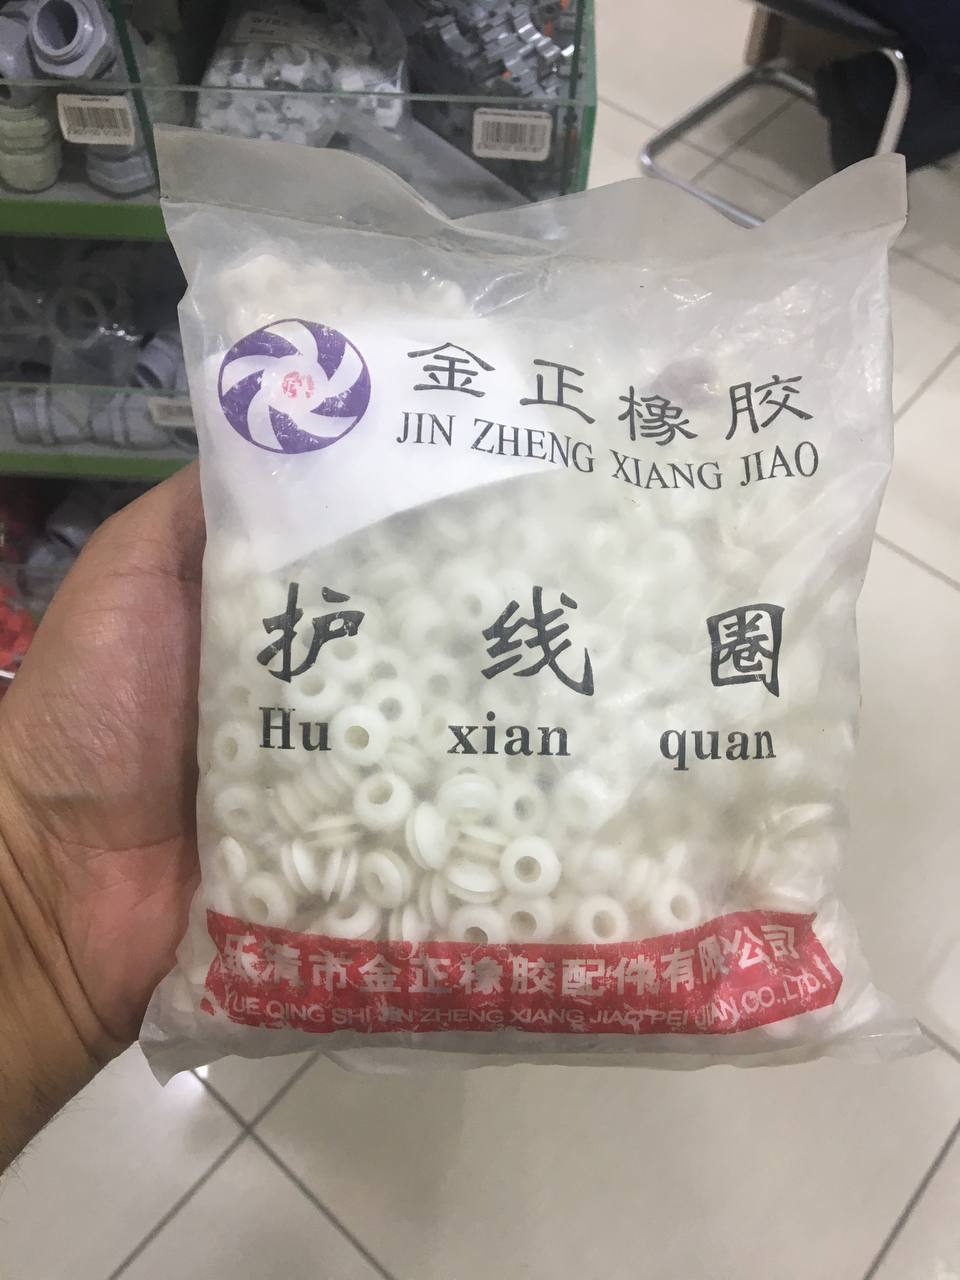 金正橡胶
JIN ZHENG XIANG JIAO
护线圈
Hu xian quan
乐清市金正橡胶配件有限公司
YUE QING SHI JIN ZHENG XIANG JIAO PEI JIAN CO.,LTD.